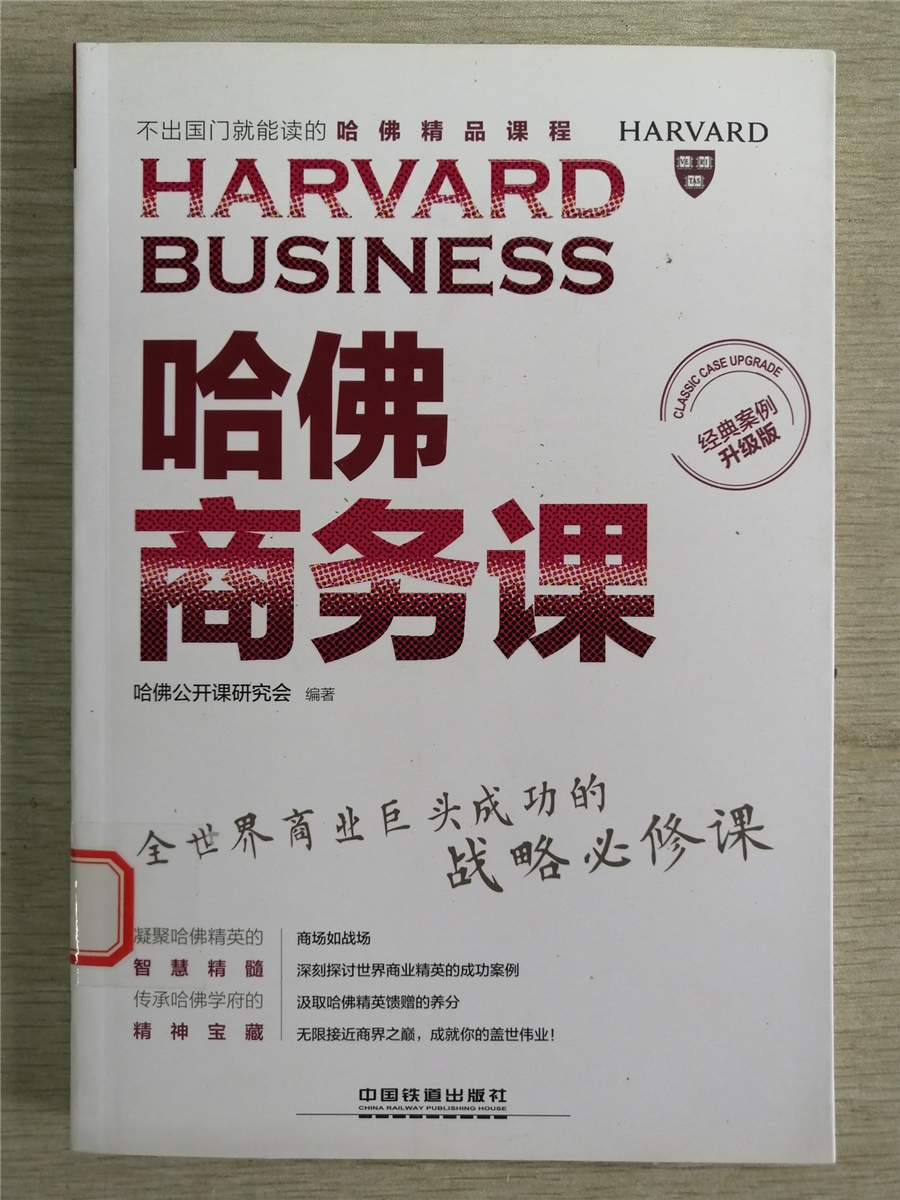 不出国门就能读的 哈佛精品课程
HARVARD
VE RI
TAS
HARVARD
BUSINESS
哈佛
CLASSIC CASE UPGRADE
经典案例
升级版
商务课
哈佛公开课研究会 编著
全世界商业巨头成功的
战略必修课
凝聚哈佛精英的
智慧精髓
传承哈佛学府的
精神宝藏
商场如战场
深刻探讨世界商业精英的成功案例
汲取哈佛精英馈赠的养分
无限接近商界之巅，成就你的盖世伟业！
中国铁道出版社
CHINA RAILWAY PUBLISHING HOUSE